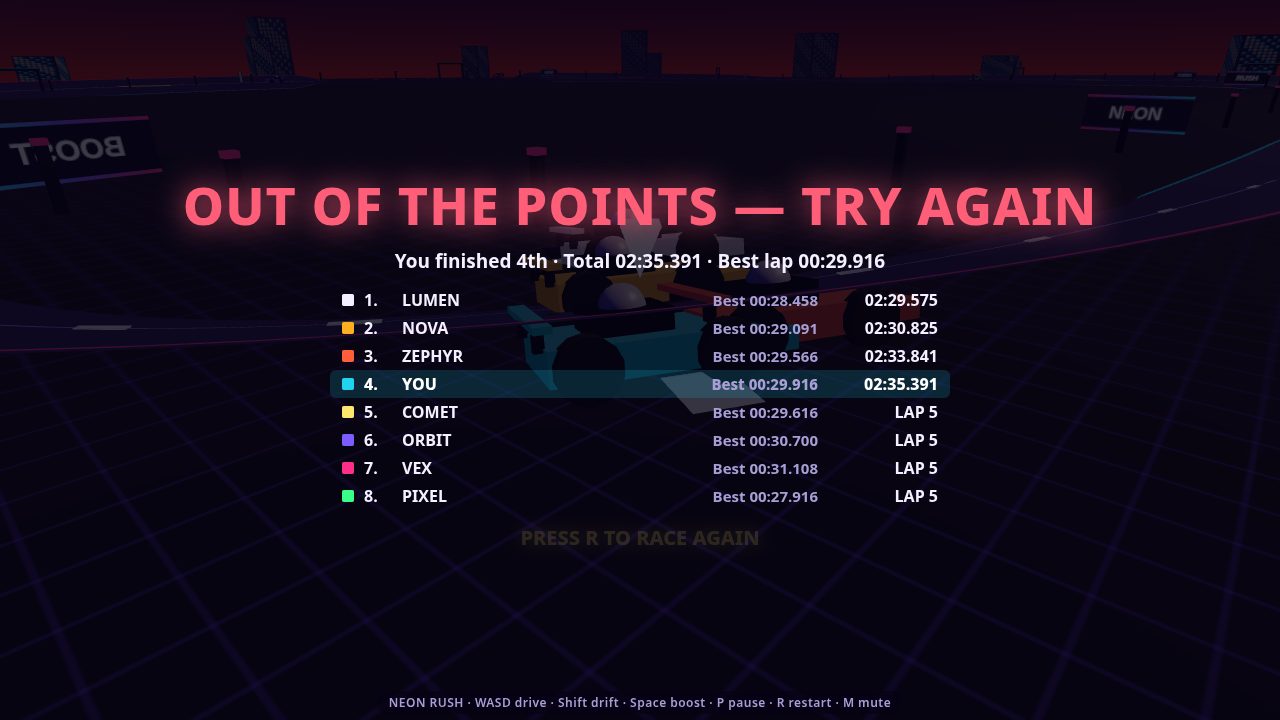 RUSH
NEON
BOOST
OUT OF THE POINTS — TRY AGAIN
You finished 4th · Total 02:35.391 · Best lap 00:29.916
1. LUMEN Best 00:28.458 02:29.575
2. NOVA Best 00:29.091 02:30.825
3. ZEPHYR Best 00:29.566 02:33.841
4. YOU Best 00:29.916 02:35.391
5. COMET Best 00:29.616 LAP 5
6. ORBIT Best 00:30.700 LAP 5
7. VEX Best 00:31.108 LAP 5
8. PIXEL Best 00:27.916 LAP 5
PRESS R TO RACE AGAIN
NEON RUSH · WASD drive · Shift drift · Space boost · P pause · R restart · M mute